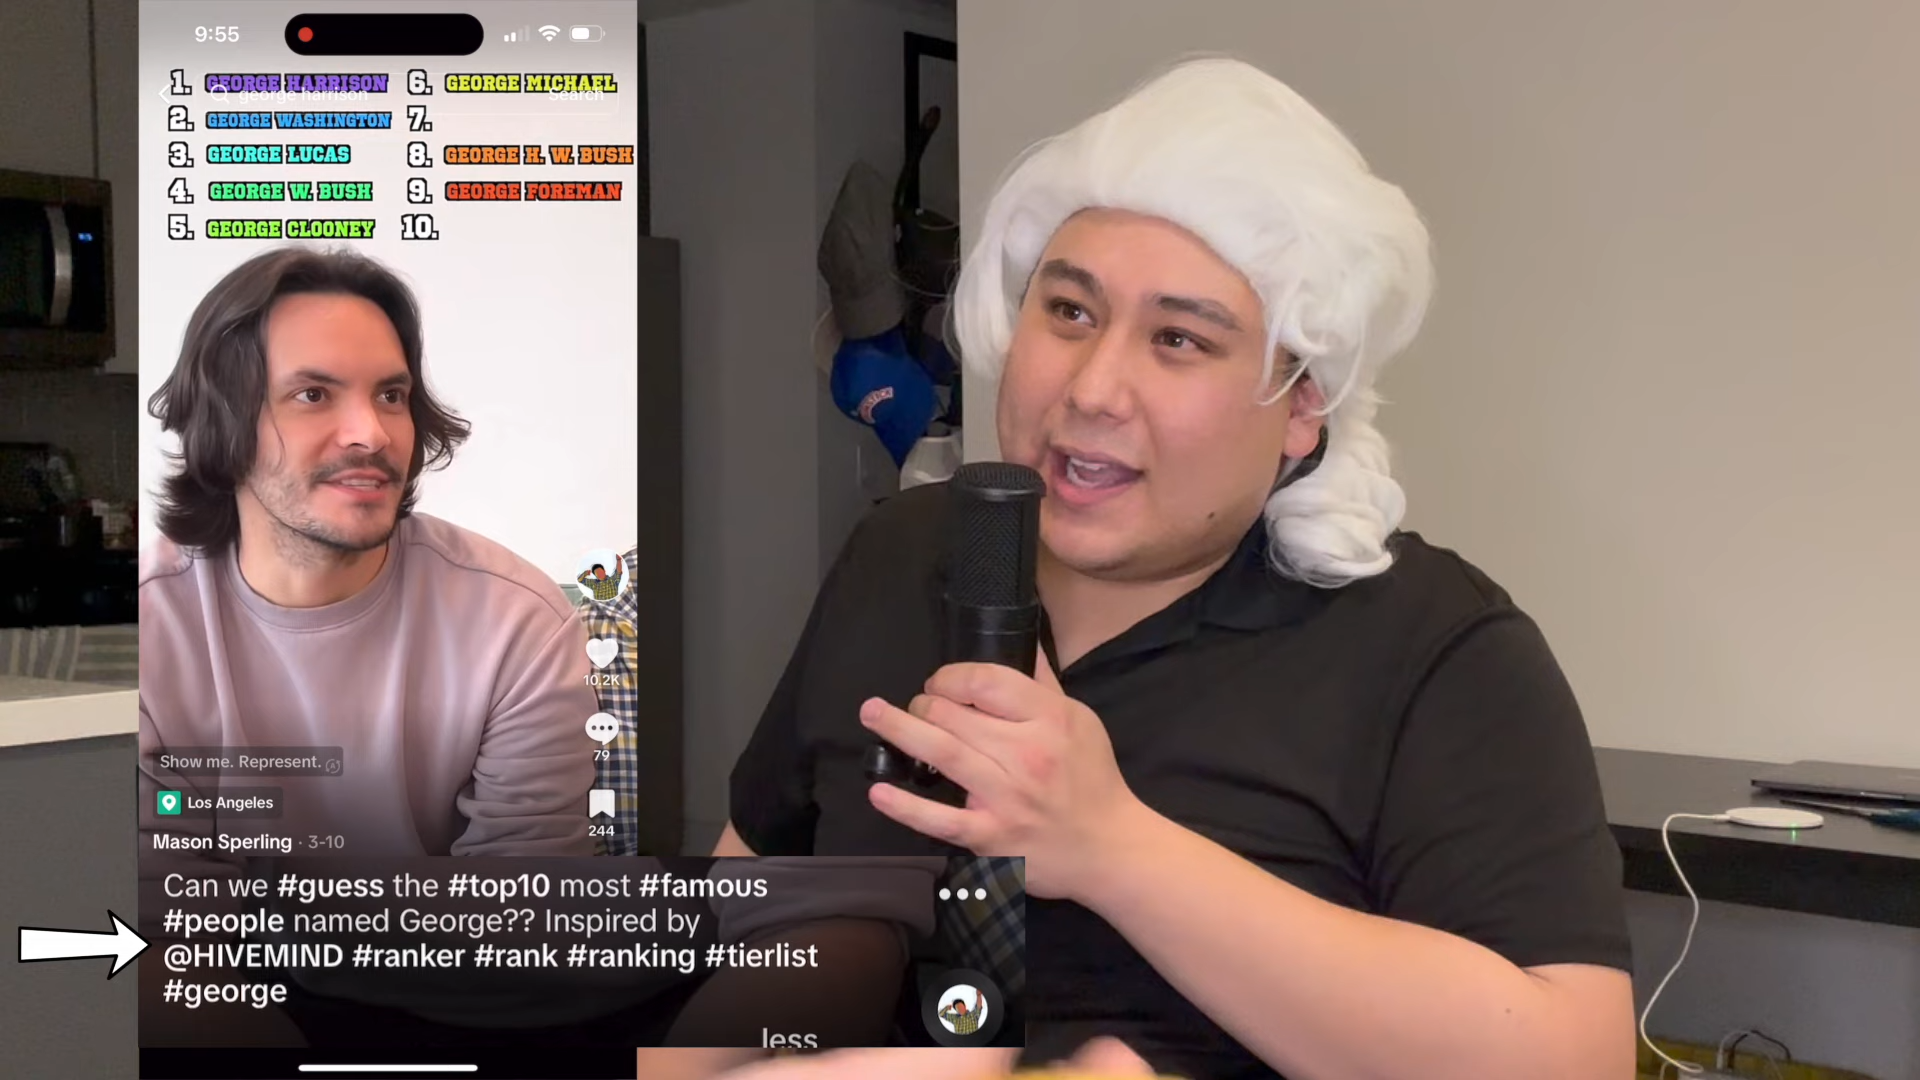 9:55
1. GEORGE HARRISON 6. GEORGE MICHAEL
george harrison Search
2. GEORGE WASHINGTON 7.
3. GEORGE LUCAS 8. GEORGE H. W. BUSH
4. GEORGE W. BUSH 9. GEORGE FOREMAN
5. GEORGE CLOONEY 10.
10.2K
79
244
Show me. Represent.
Los Angeles
Mason Sperling · 3-10
Can we #guess the #top10 most #famous
#people named George?? Inspired by
@HIVEMIND #ranker #rank #ranking #tierlist
#george
less